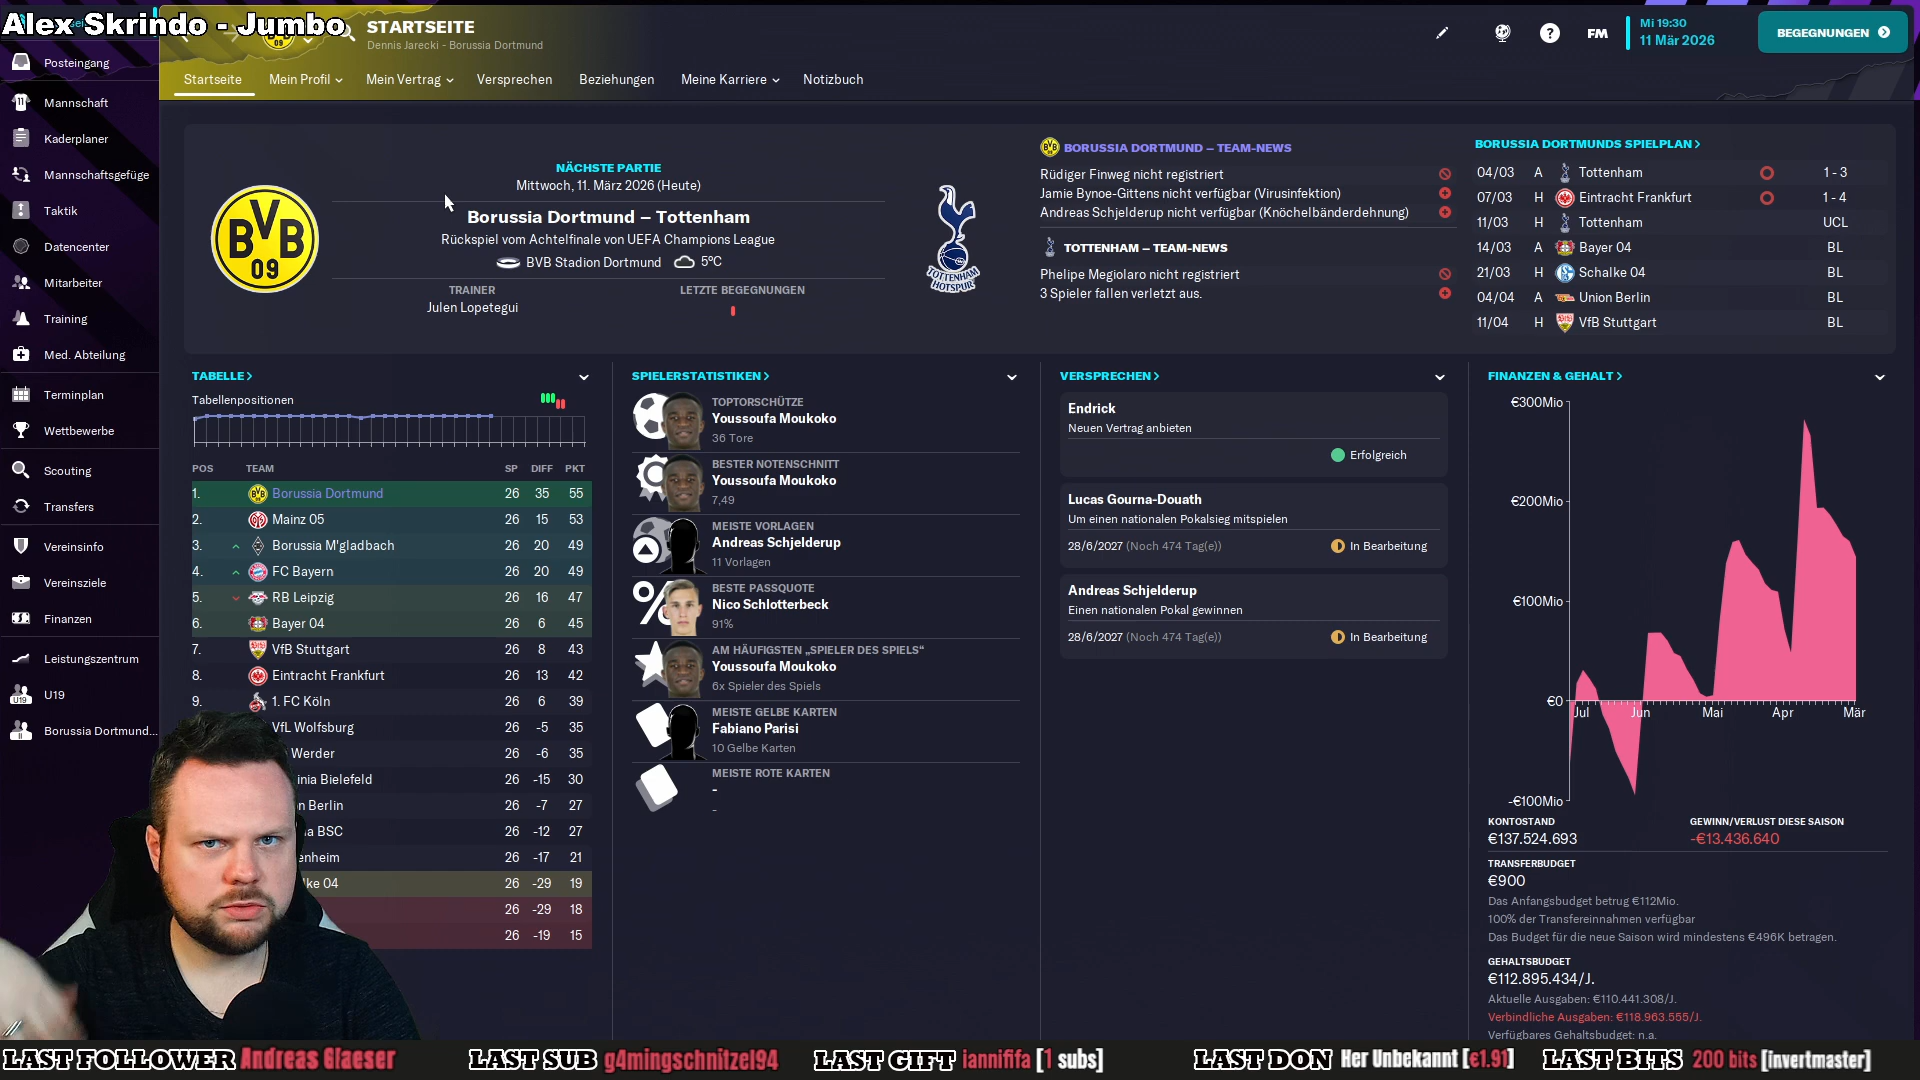 Alex Skrindo - Jumbo
STARTSEITE
Dennis Jarecki - Borussia Dortmund
FM
Mi 19:30
11 Mär 2026
BEGEGNUNGEN
Startseite
Mein Profil
Mein Vertrag
Versprechen
Beziehungen
Meine Karriere
Notizbuch
Posteingang
Mannschaft
Kaderplaner
Mannschaftsgefüge
Taktik
Datencenter
Mitarbeiter
Training
Med. Abteilung
Terminplan
Wettbewerbe
Scouting
Transfers
Vereinsinfo
Vereinsziele
Finanzen
Leistungszentrum
U19
Borussia Dortmund...
BVB 09
NÄCHSTE PARTIE
Mittwoch, 11. März 2026 (Heute)
Borussia Dortmund – Tottenham
Rückspiel vom Achtelfinale von UEFA Champions League
BVB Stadion Dortmund 5°C
TRAINER
Julen Lopetegui
LETZTE BEGEGNUNGEN
TOTTENHAM HOTSPUR
BORUSSIA DORTMUND – TEAM-NEWS
Rüdiger Finweg nicht registriert
Jamie Bynoe-Gittens nicht verfügbar (Virusinfektion)
Andreas Schjelderup nicht verfügbar (Knöchelbänderdehnung)
TOTTENHAM – TEAM-NEWS
Phelipe Megiolaro nicht registriert
3 Spieler fallen verletzt aus.
BORUSSIA DORTMUNDS SPIELPLAN
04/03 A Tottenham 1 - 3
07/03 H Eintracht Frankfurt 1 - 4
11/03 H Tottenham UCL
14/03 A Bayer 04 BL
21/03 H Schalke 04 BL
04/04 A Union Berlin BL
11/04 H VfB Stuttgart BL
TABELLE
Tabellenpositionen
POS TEAM SP DIFF PKT
1. Borussia Dortmund 26 35 55
2. Mainz 05 26 15 53
3. Borussia M'gladbach 26 20 49
4. FC Bayern 26 20 49
5. RB Leipzig 26 16 47
6. Bayer 04 26 6 45
7. VfB Stuttgart 26 8 43
8. Eintracht Frankfurt 26 13 42
9. 1. FC Köln 26 6 39
VfL Wolfsburg 26 -5 35
Werder 26 -6 35
inia Bielefeld 26 -15 30
n Berlin 26 -7 27
a BSC 26 -12 27
enheim 26 -17 21
lke 04 26 -29 19
26 -29 18
26 -19 15
SPIELERSTATISTIKEN
TOPTORSCHÜTZE
Youssoufa Moukoko
36 Tore
BESTER NOTENSCHNITT
Youssoufa Moukoko
7,49
MEISTE VORLAGEN
Andreas Schjelderup
11 Vorlagen
BESTE PASSQUOTE
Nico Schlotterbeck
91%
AM HÄUFIGSTEN „SPIELER DES SPIELS“
Youssoufa Moukoko
6x Spieler des Spiels
MEISTE GELBE KARTEN
Fabiano Parisi
10 Gelbe Karten
MEISTE ROTE KARTEN
-
-
VERSPRECHEN
Endrick
Neuen Vertrag anbieten
Erfolgreich
Lucas Gourna-Douath
Um einen nationalen Pokalsieg mitspielen
28/6/2027 (Noch 474 Tag(e)) In Bearbeitung
Andreas Schjelderup
Einen nationalen Pokal gewinnen
28/6/2027 (Noch 474 Tag(e)) In Bearbeitung
FINANZEN & GEHALT
€300Mio
€200Mio
€100Mio
€0
-€100Mio
Jul Jun Mai Apr Mär
KONTOSTAND
€137.524.693
GEWINN/VERLUST DIESE SAISON
-€13.436.640
TRANSFERBUDGET
€900
Das Anfangsbudget betrug €112Mio.
100% der Transfereinnahmen verfügbar
Das Budget für die neue Saison wird mindestens €496K betragen.
GEHALTSBUDGET
€112.895.434/J.
Aktuelle Ausgaben: €110.441.308/J.
Verbindliche Ausgaben: €118.963.555/J.
Verfügbares Gehaltsbudget: n.a.
LAST FOLLOWER Andreas Glaeser
LAST SUB g4mingschnitzel94
LAST GIFT iannififa [1 subs]
LAST DON Her Unbekannt [€1.91]
LAST BITS 200 bits [invertmaster]